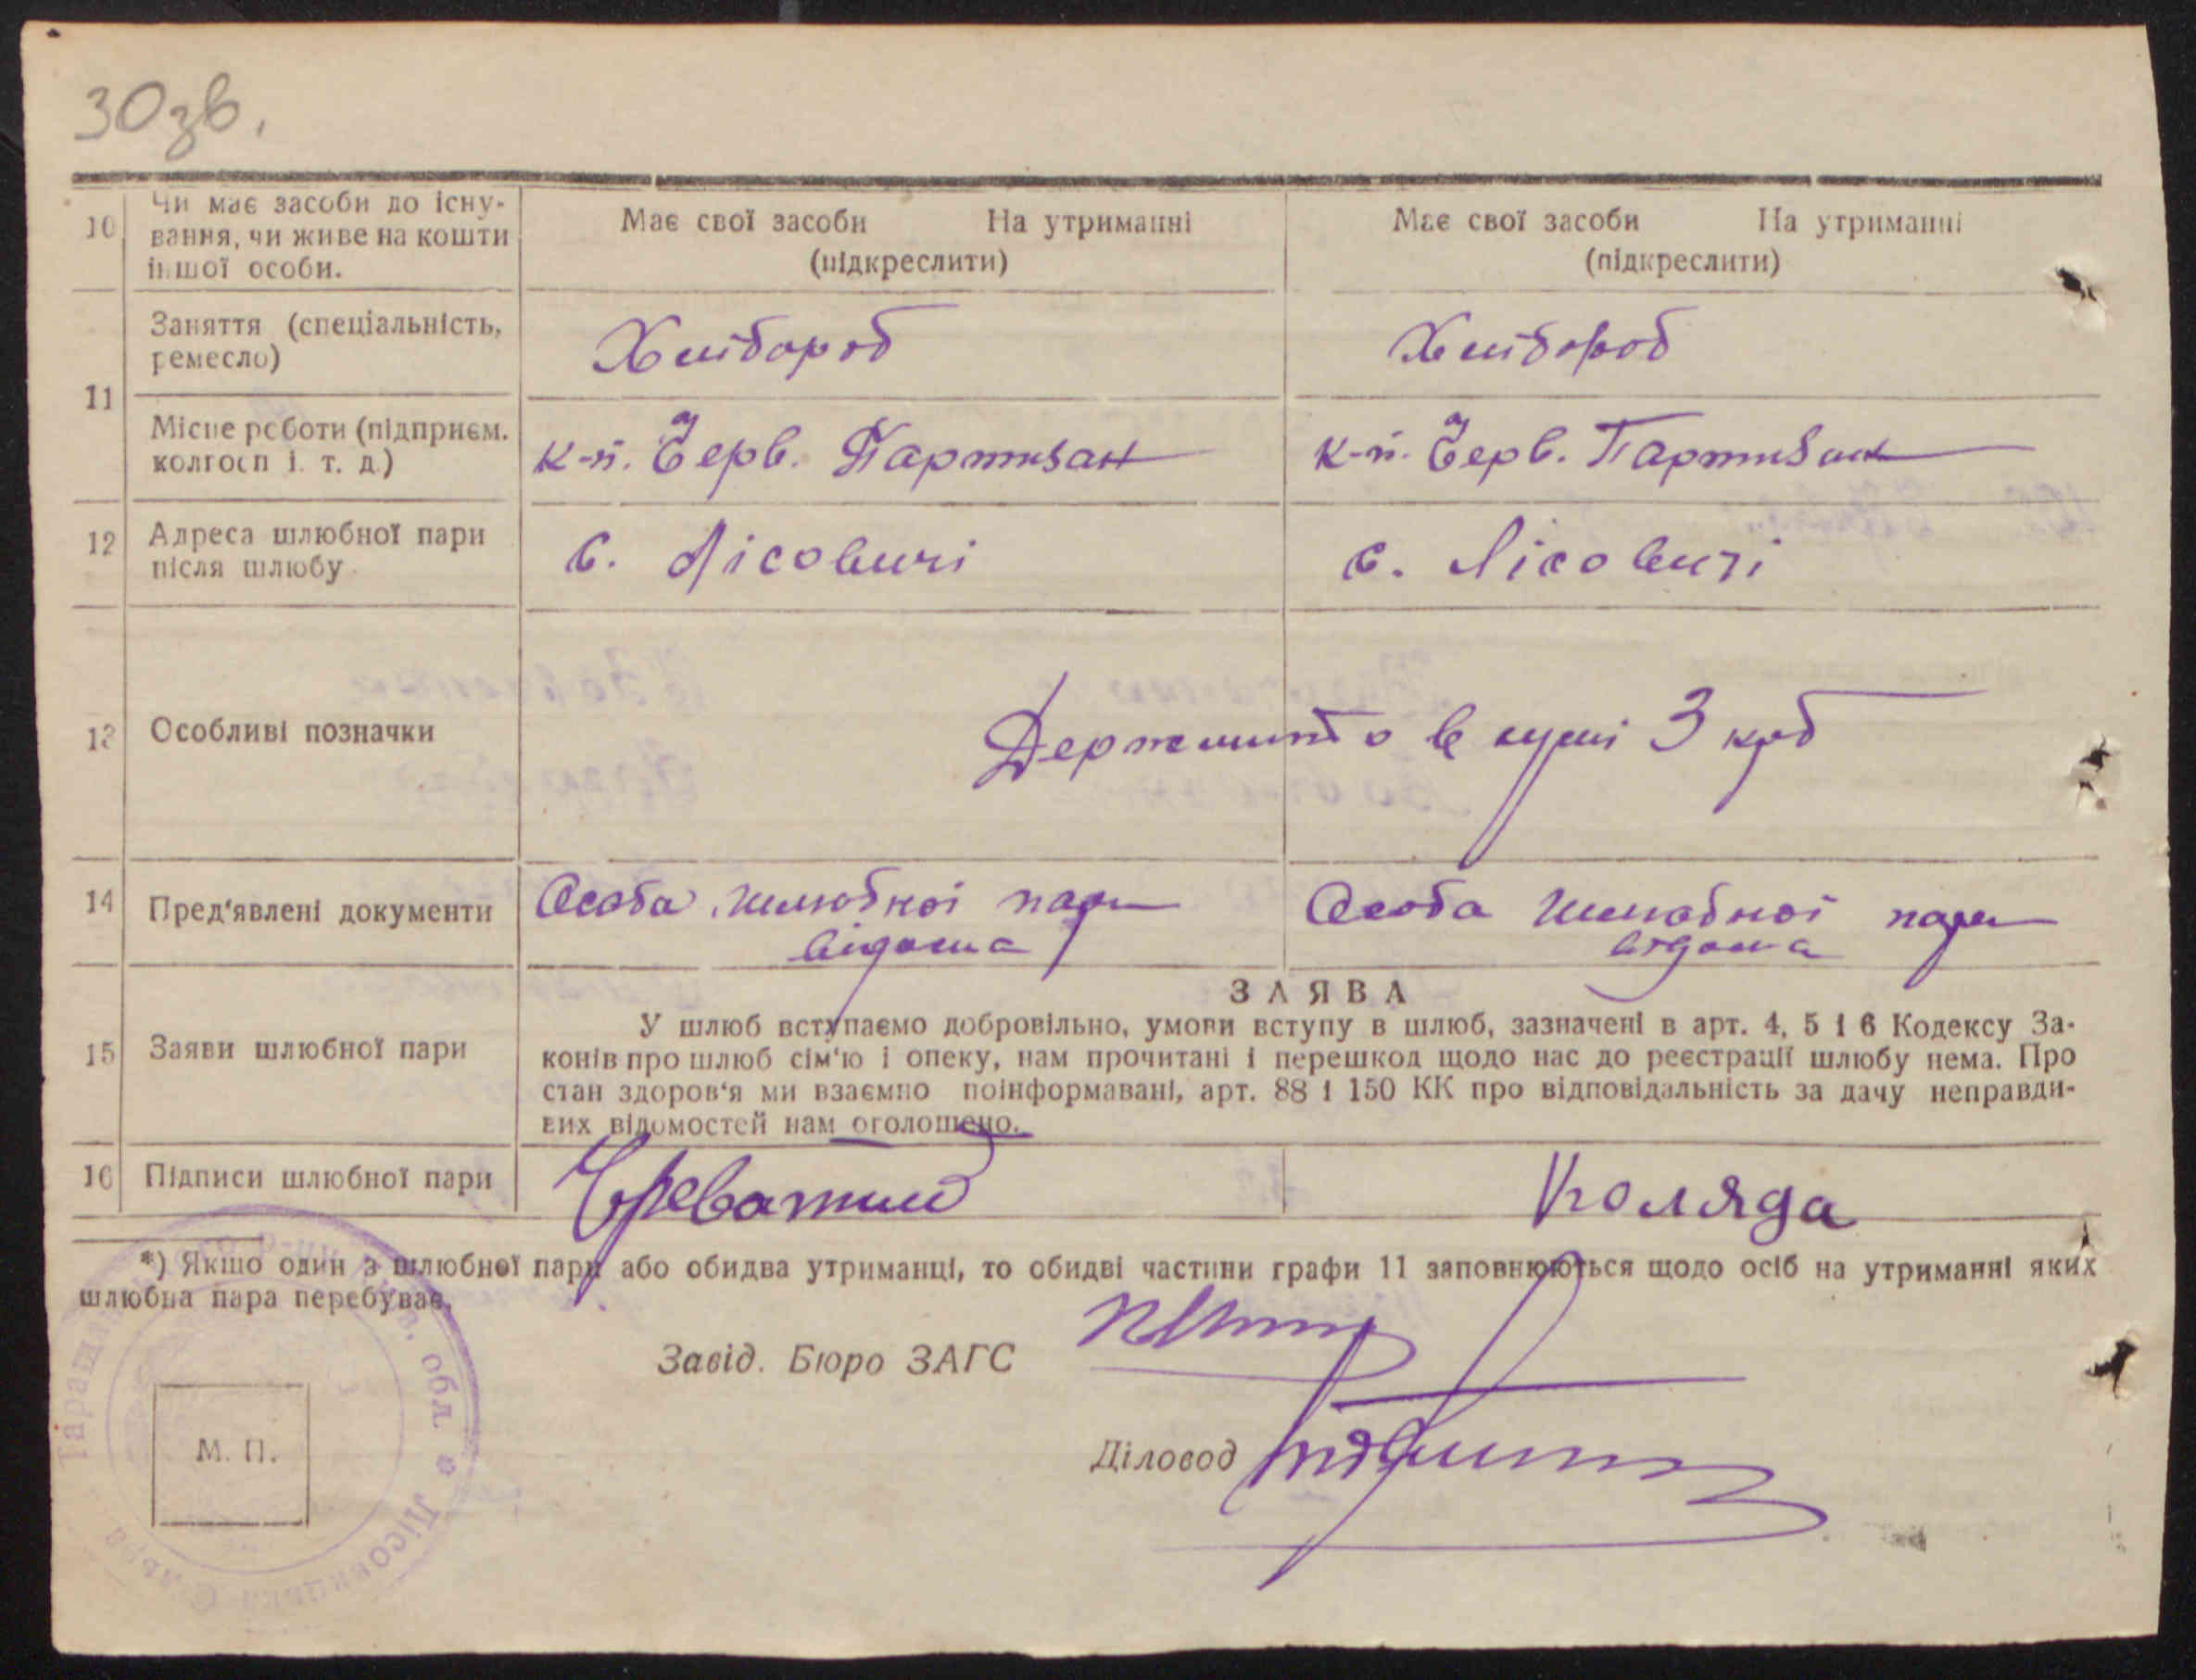 30зв.
10
Чи має засоби до існу-
вання, чи живе на кошти
іншої особи.
Має свої засоби На утриманні
(підкреслити)
Має свої засоби На утриманні
(підкреслити)
11
Заняття (спеціальність,
ремесло)
Хлібороб
Хлібороб
Місце роботи (підприєм.
колгосп і. т. д.)
к-п. Черв. Партизан
к-п. Черв. Партизан
12
Адреса шлюбної пари
після шлюбу
с. Лісовичі
с. Лісовичі
13
Особливі позначки
Держмито в сумі 3 крб
14
Пред'явлені документи
Особа шлюбної пари
відома
Особа шлюбної пари
відома
15
Заяви шлюбної пари
ЗАЯВА
У шлюб вступаємо добровільно, умови вступу в шлюб, зазначені в арт. 4, 5 і 6 Кодексу За-
конів про шлюб сім'ю і опеку, нам прочитані і перешкод щодо нас до реєстрації шлюбу нема. Про
стан здоров'я ми взаємно поінформавані, арт. 88 і 150 КК про відповідальність за дачу неправди-
вих відомостей нам оголошено.
16
Підписи шлюбної пари
Череватий
Коляда
*) Якщо один з шлюбної пари або обидва утриманці, то обидві частини графи 11 заповнюються щодо осіб на утриманні яких
шлюбна пара перебуває.
Завід. Бюро ЗАГС
Діловод
М. П.
обл. Лісовицька